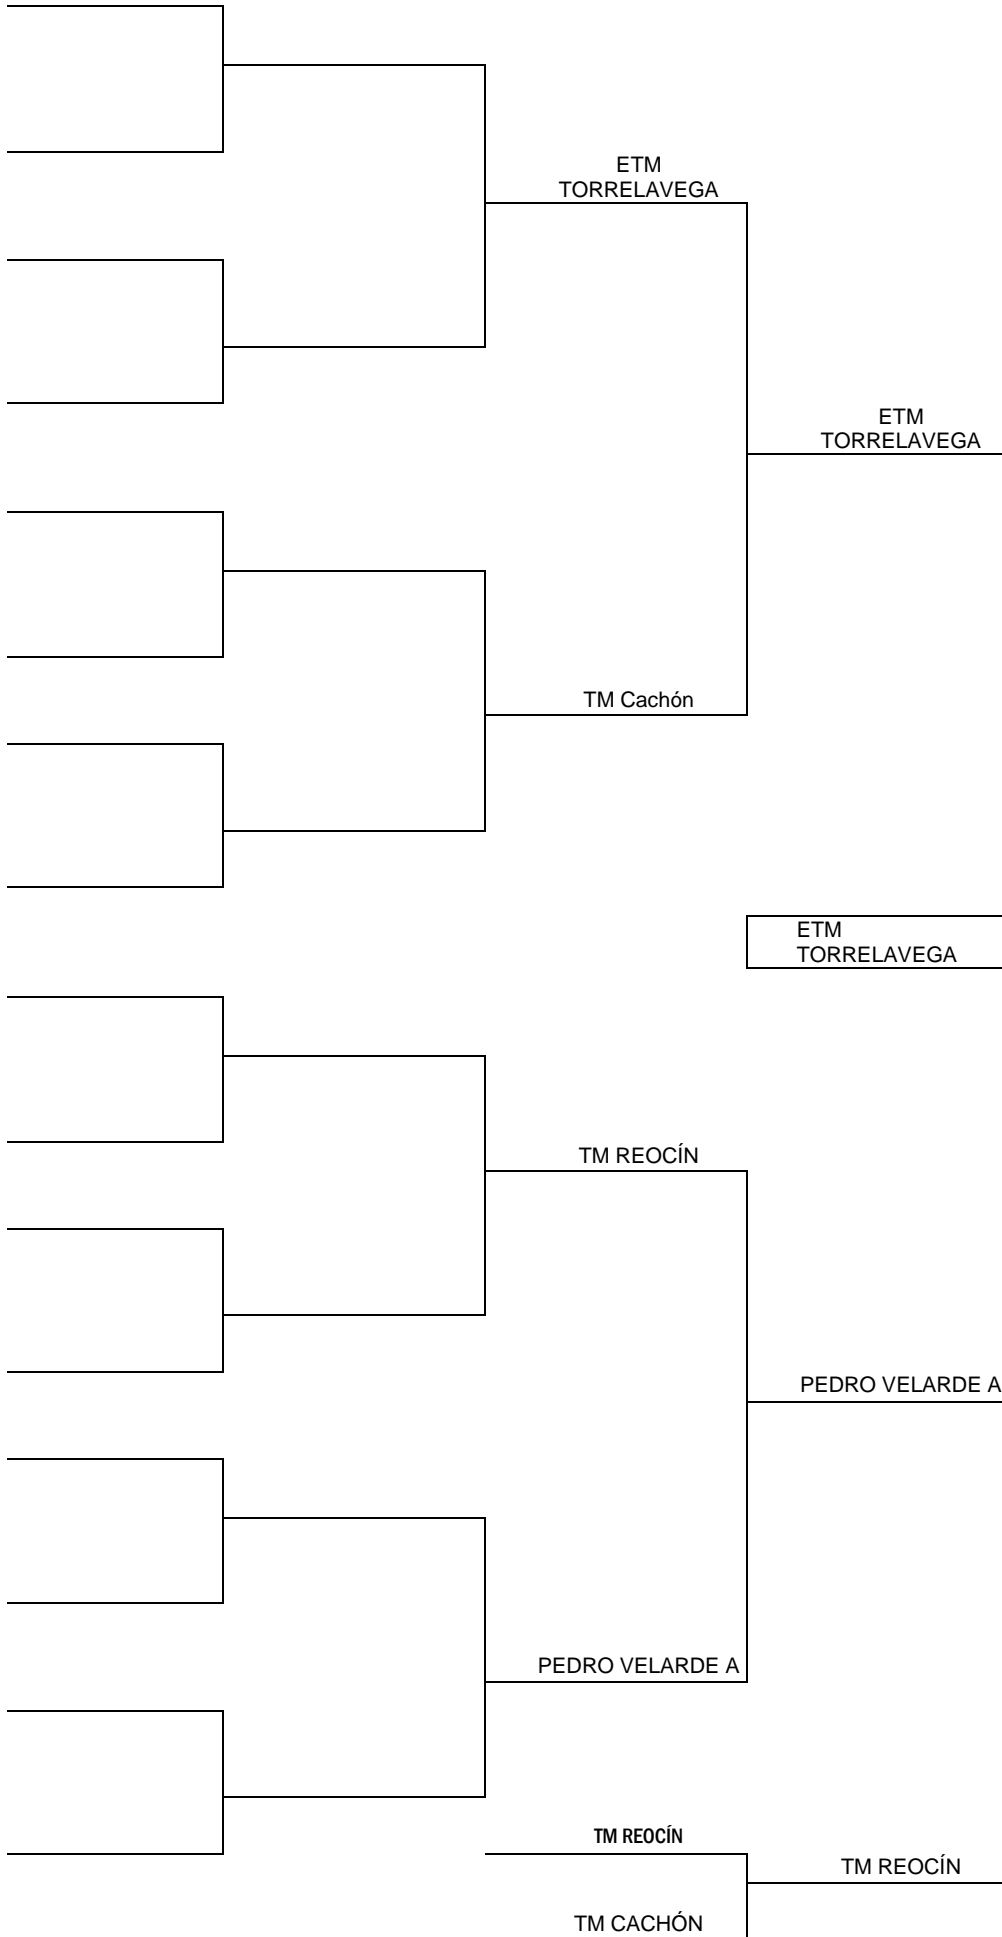 ETM
TORRELAVEGA
ETM
TORRELAVEGA
TM Cachón
ETM
TORRELAVEGA
TM REOCÍN
PEDRO VELARDE A
PEDRO VELARDE A
TM REOCÍN
TM REOCÍN
TM CACHÓN